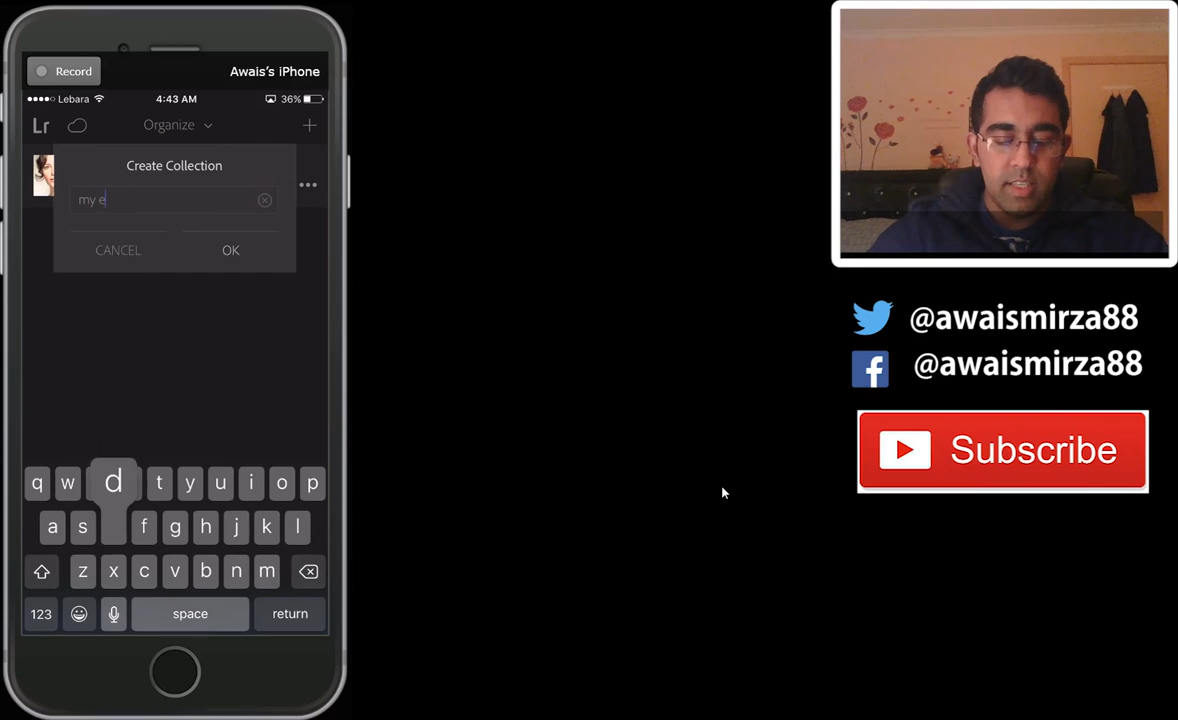 Record
Awais's iPhone
Lebara
4:43 AM
36%
Lr
Organize
+
Create Collection
my e
CANCEL
OK
d
q w t y u i o p
a s f g h j k l
z x c v b n m
123
space
return
@awaismirza88
@awaismirza88
Subscribe